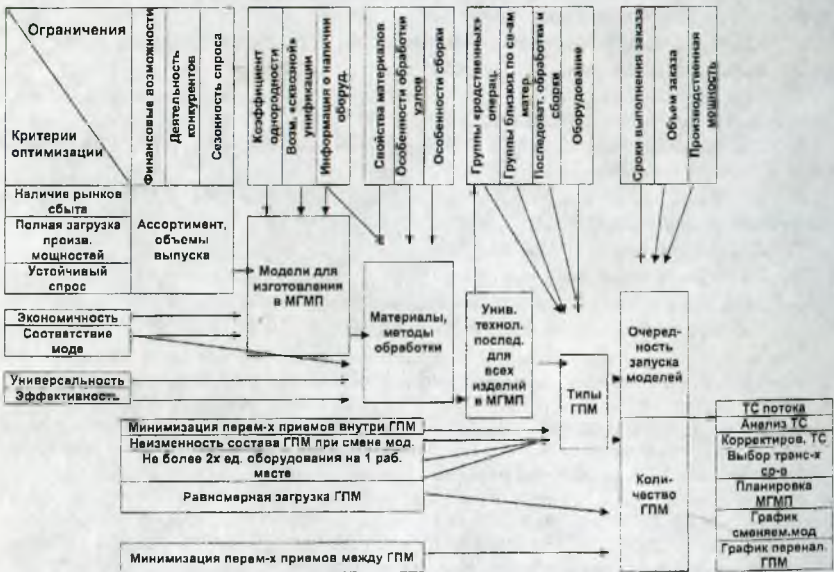 Ограничения
Критерии
оптимизации
Финансовые возможности
Деятельность
конкурентов
Сезонность спроса
Коэффициент
однородности
Возм. «сквозной»
унификации
Информация о наличии
оборуд.
Свойства материалов
Особенности обработки
узлов
Особенности сборки
Группы «родственных»
операц.
Группы близких по св-ам
матер.
Последоват. обработки и
сборки
Оборудование
Сроки выполнения заказа
Объем заказа
Производственная
мощность
Наличие рынков
сбыта
Полная загрузка
произв.
мощностей
Устойчивый
спрос
Ассортимент,
объемы
выпуска
Модели для
изготовления
в МГМП
Материалы,
методы
обработки
Унив.
технол.
послед.
для
всех
изделий
в МГМП
Типы
ГПМ
Очеред-
ность
запуска
моделей
Экономичность
Соответствие
моде
Универсальность
Эффективность
Минимизация перем-х приемов внутри ГПМ
Неизменность состава ГПМ при смене мод.
Не более 2х ед. оборудования на 1 раб.
месте
Равномерная загрузка ГПМ
Минимизация перем-х приемов между ГПМ
Коли-
чество
ГПМ
ТС потока
Анализ ТС
Корректиров. ТС
Выбор транс-х
ср-в
Планировка
МГМП
График
сменяем.мод
График перенал.
ГПМ